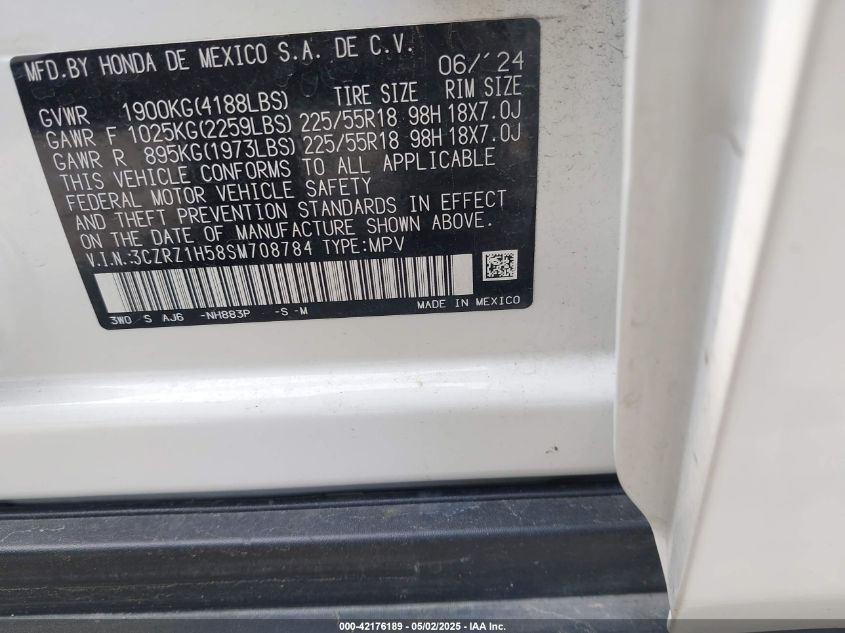 MFD.BY HONDA DE MEXICO S.A. DE C.V.
06/'24
GVWR 1900KG(4188LBS) TIRE SIZE RIM SIZE
GAWR F 1025KG(2259LBS) 225/55R18 98H 18X7.0J
GAWR R 895KG(1973LBS) 225/55R18 98H 18X7.0J
THIS VEHICLE CONFORMS TO ALL APPLICABLE
FEDERAL MOTOR VEHICLE SAFETY
AND THEFT PREVENTION STANDARDS IN EFFECT
ON THE DATE OF MANUFACTURE SHOWN ABOVE.
V.I.N.:3CZRZ1H58SM708784 TYPE:MPV
3W0 S AJ6 -NH883P -S -M MADE IN MEXICO
000-42176189 - 05/02/2025 - IAA Inc.